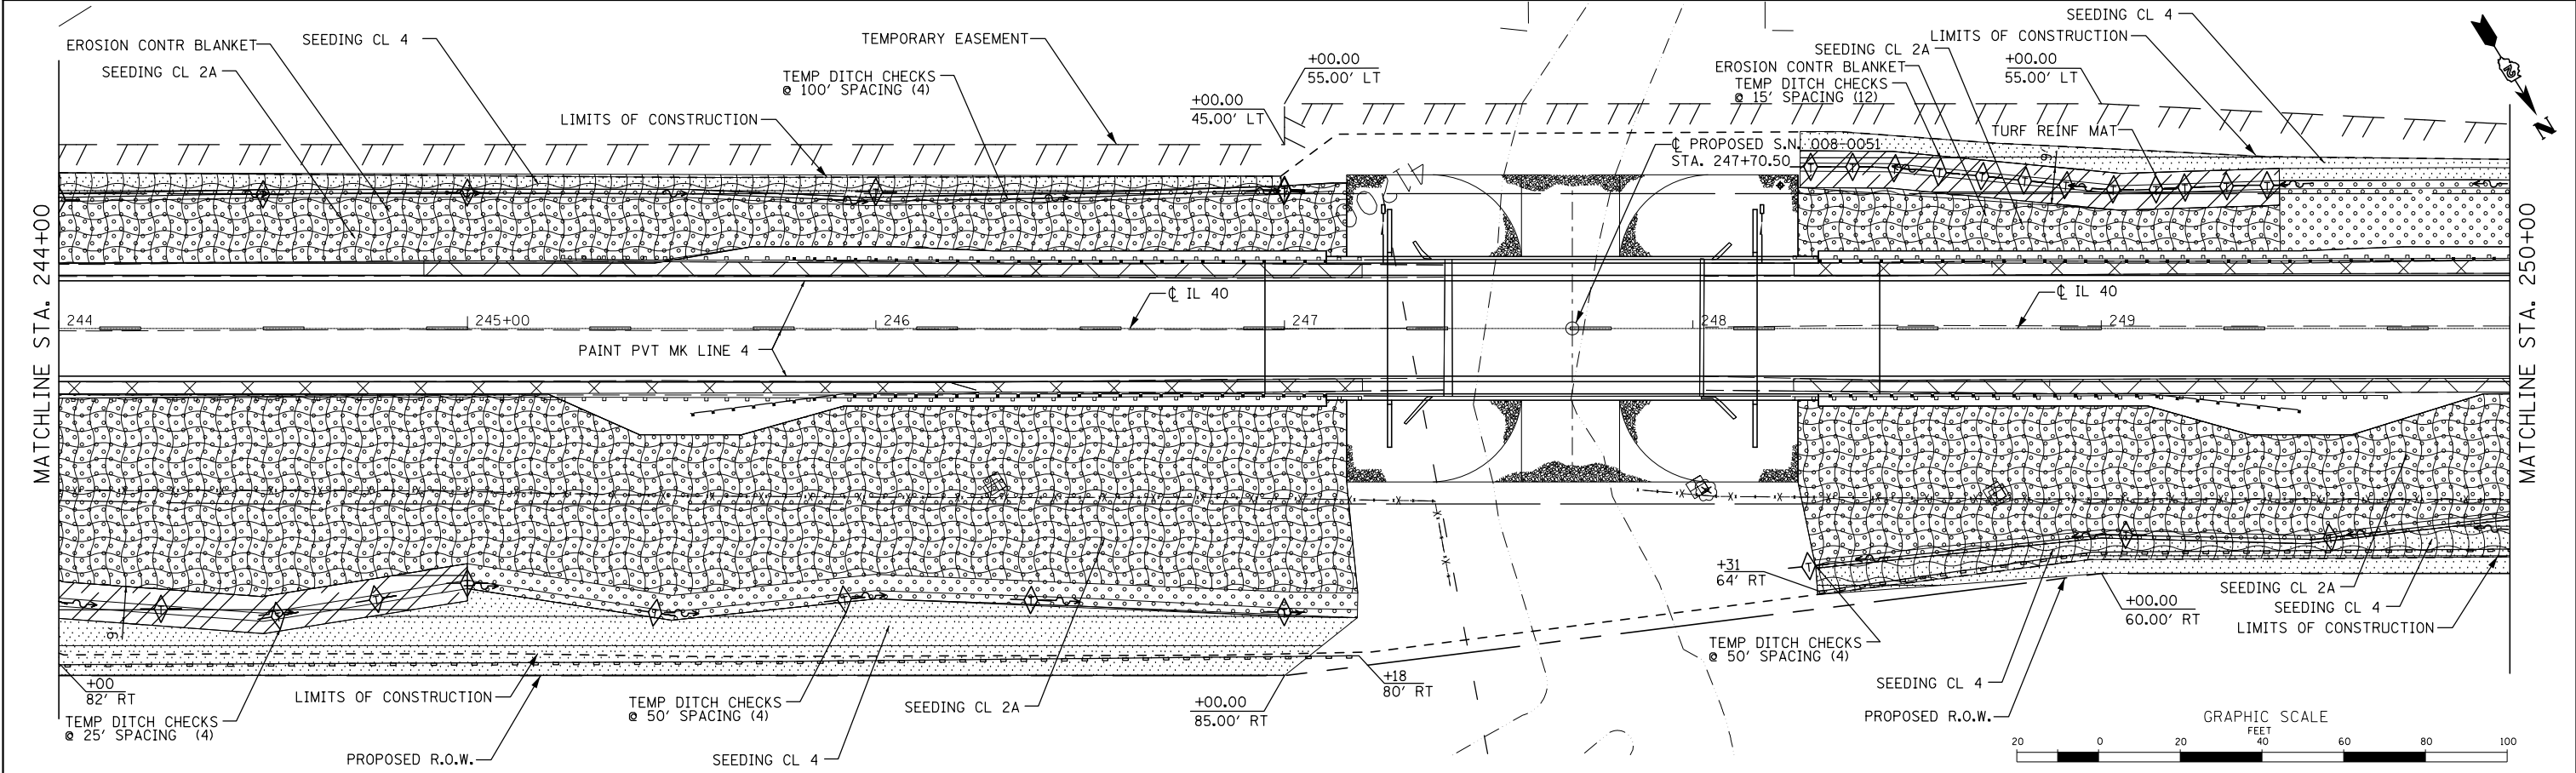 SEEDING CL 4
EROSION CONTR BLANKET
SEEDING CL 4
TEMPORARY EASEMENT
LIMITS OF CONSTRUCTION
SEEDING CL 2A
SEEDING CL 2A
+00.00
55.00' LT
+00.00
55.00' LT
EROSION CONTR BLANKET
TEMP DITCH CHECKS
@ 100' SPACING (4)
TEMP DITCH CHECKS
@ 15' SPACING (12)
+00.00
45.00' LT
LIMITS OF CONSTRUCTION
TURF REINF MAT
N
℄ PROPOSED S.N. 008-0051
STA. 247+70.50
9'
MATCHLINE STA. 244+00
MATCHLINE STA. 250+00
℄ IL 40
℄ IL 40
244
245+00
246
247
248
249
PAINT PVT MK LINE 4
9'
+31
64' RT
SEEDING CL 2A
+00.00
60.00' RT
SEEDING CL 4
LIMITS OF CONSTRUCTION
TEMP DITCH CHECKS
@ 50' SPACING (4)
+00
82' RT
LIMITS OF CONSTRUCTION
+18
80' RT
SEEDING CL 4
TEMP DITCH CHECKS
@ 50' SPACING (4)
SEEDING CL 2A
+00.00
85.00' RT
TEMP DITCH CHECKS
@ 25' SPACING (4)
PROPOSED R.O.W.
GRAPHIC SCALE
FEET
20 0 20 40 60 80 100
PROPOSED R.O.W.
SEEDING CL 4